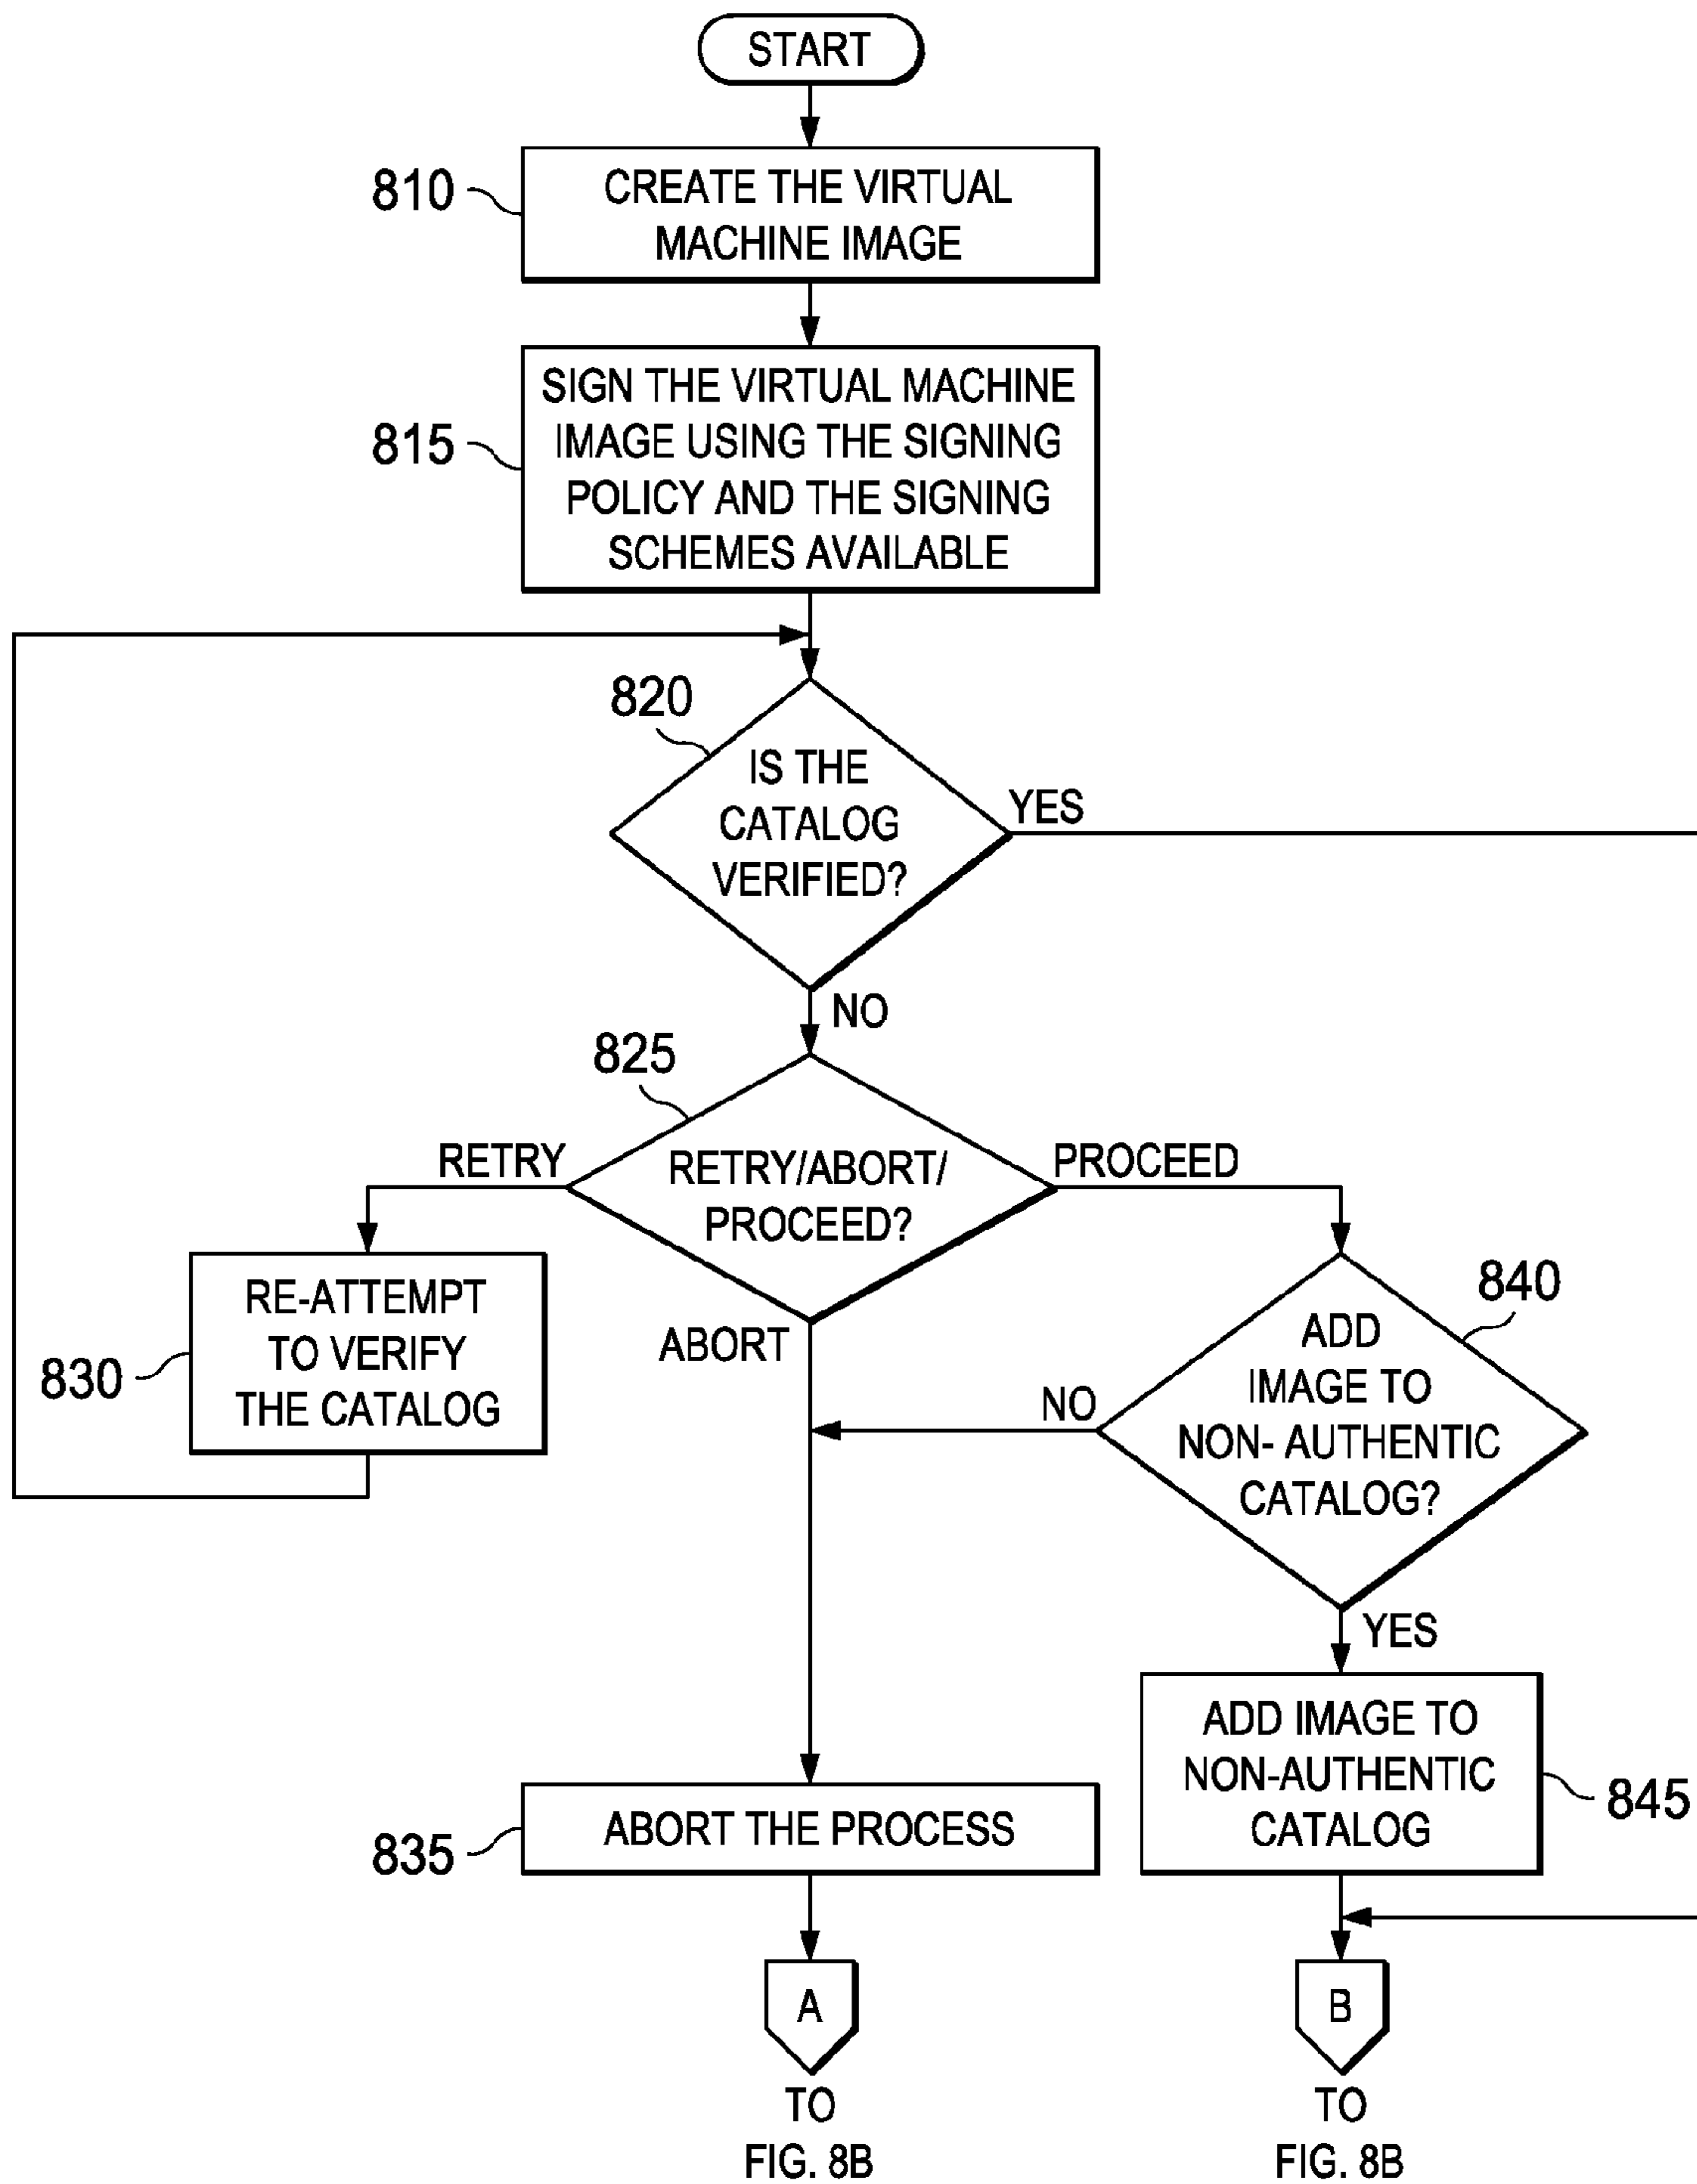 START
810
CREATE THE VIRTUAL
MACHINE IMAGE
815
SIGN THE VIRTUAL MACHINE
IMAGE USING THE SIGNING
POLICY AND THE SIGNING
SCHEMES AVAILABLE
820
IS THE
CATALOG
VERIFIED?
YES
NO
825
RETRY
RETRY/ABORT/
PROCEED?
PROCEED
ABORT
830
RE-ATTEMPT
TO VERIFY
THE CATALOG
840
ADD
IMAGE TO
NON- AUTHENTIC
CATALOG?
NO
YES
835
ABORT THE PROCESS
ADD IMAGE TO
NON-AUTHENTIC
CATALOG
845
A
TO
FIG. 8B
B
TO
FIG. 8B